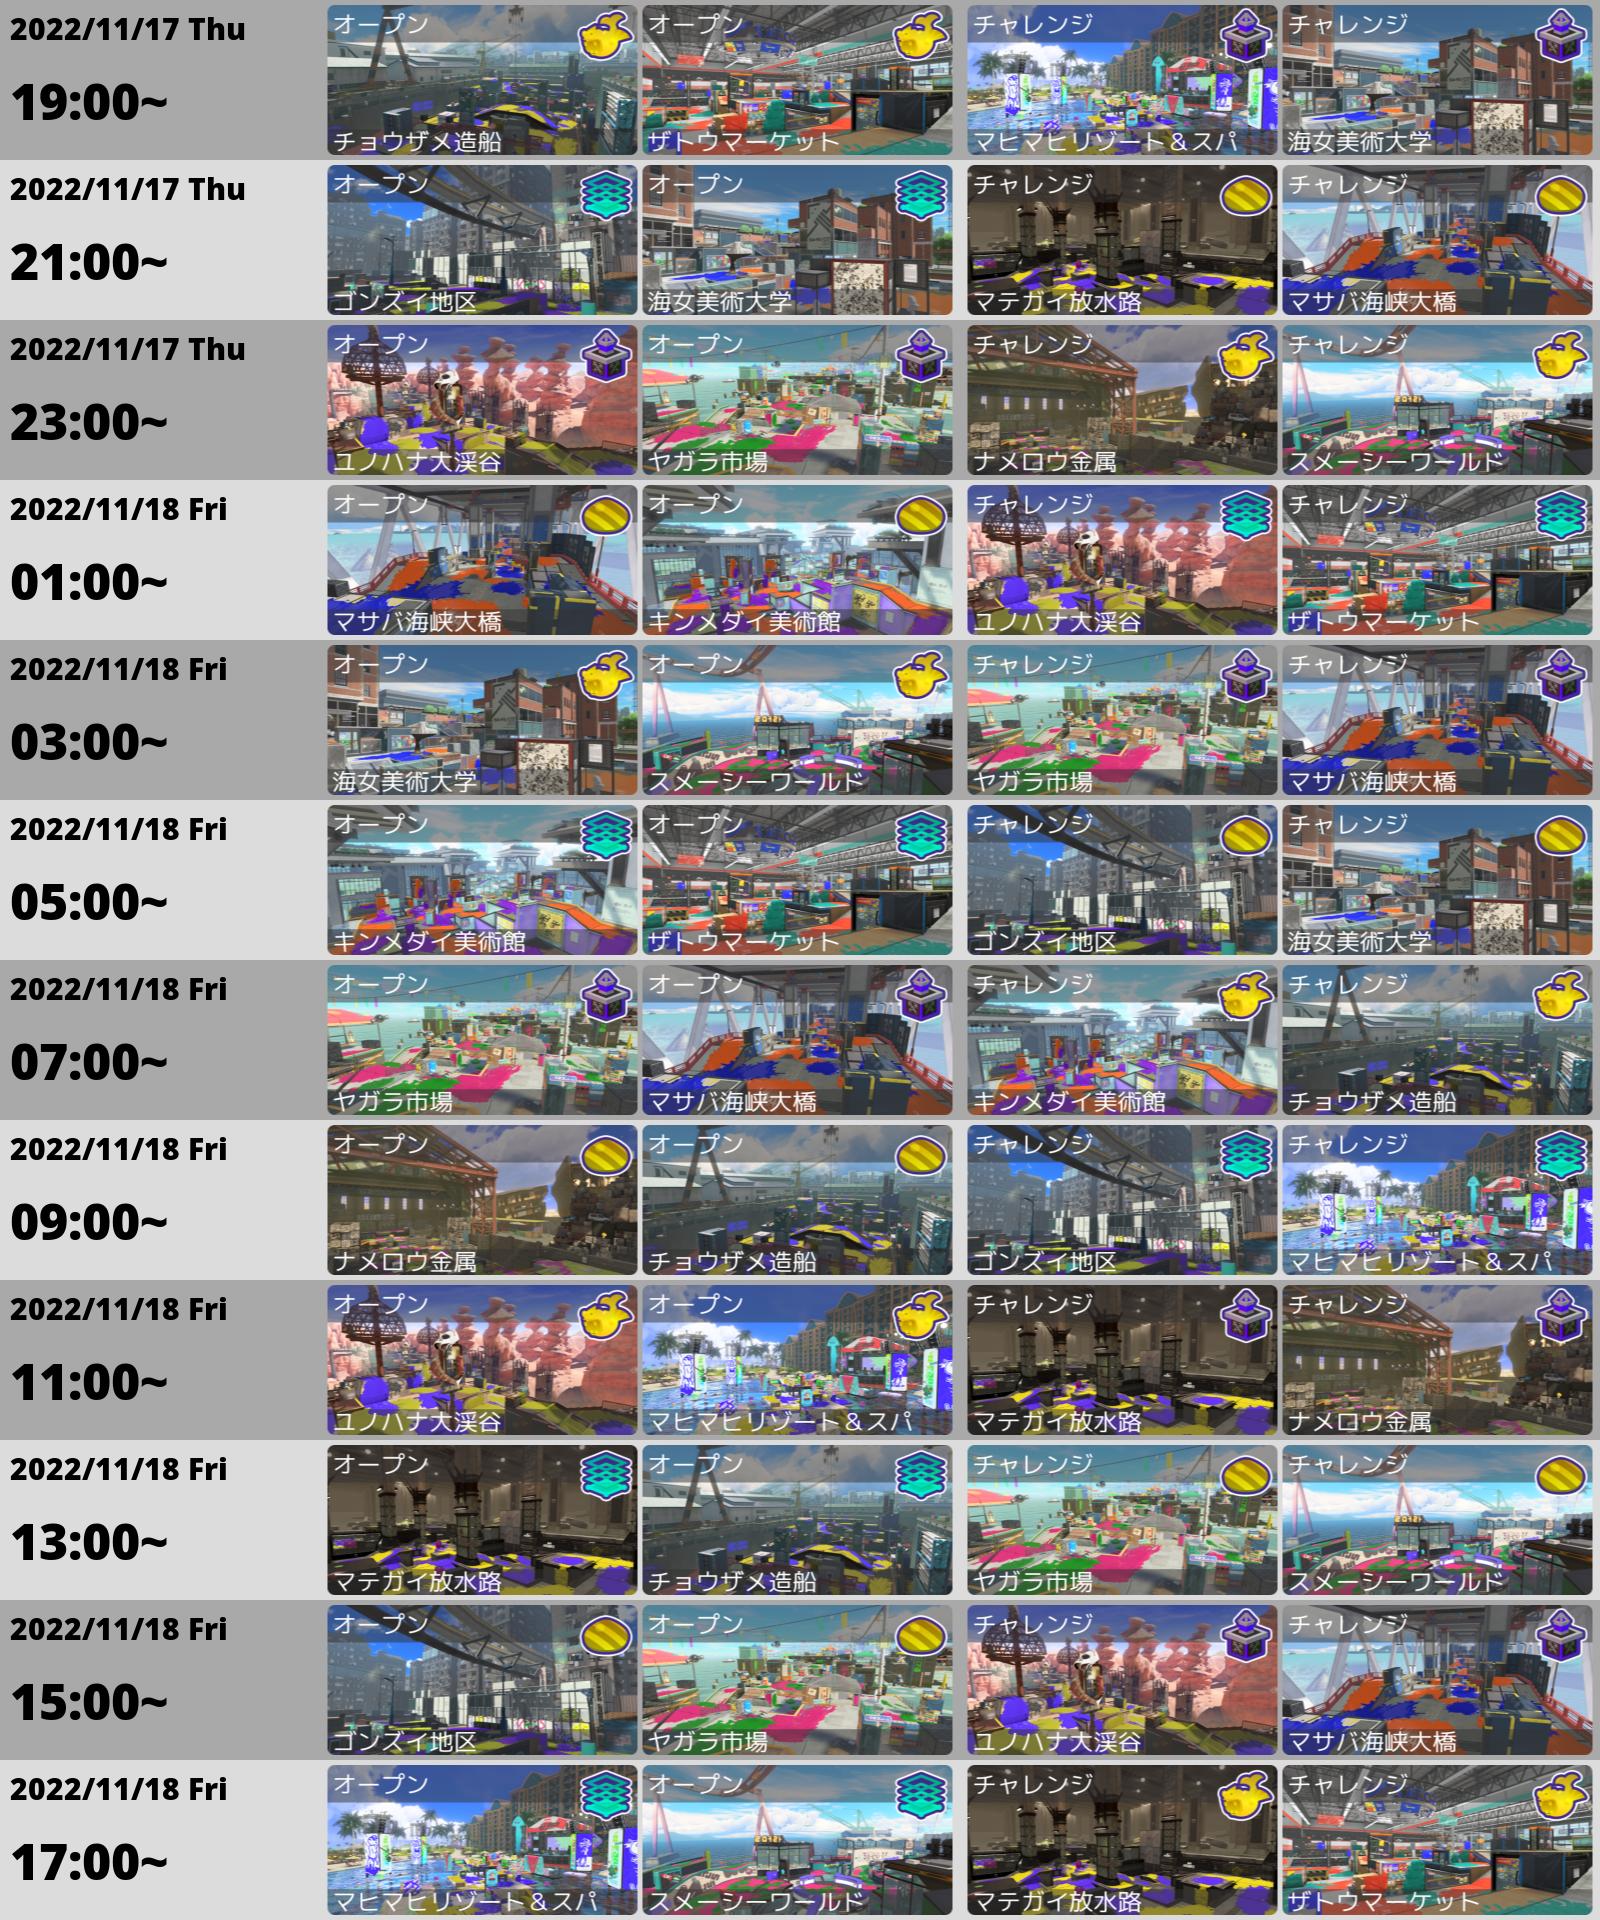 2022/11/17 Thu
19:00~
オープン
チョウザメ造船
オープン
ザトウマーケット
チャレンジ
マヒマヒリゾート＆スパ
チャレンジ
海女美術大学
2022/11/17 Thu
21:00~
オープン
ゴンズイ地区
オープン
海女美術大学
チャレンジ
マテガイ放水路
チャレンジ
マサバ海峡大橋
2022/11/17 Thu
23:00~
オープン
ユノハナ大渓谷
オープン
ヤガラ市場
チャレンジ
ナメロウ金属
チャレンジ
スメーシーワールド
2022/11/18 Fri
01:00~
オープン
マサバ海峡大橋
オープン
キンメダイ美術館
チャレンジ
ユノハナ大渓谷
チャレンジ
ザトウマーケット
2022/11/18 Fri
03:00~
オープン
海女美術大学
オープン
スメーシーワールド
チャレンジ
ヤガラ市場
チャレンジ
マサバ海峡大橋
2022/11/18 Fri
05:00~
オープン
キンメダイ美術館
オープン
ザトウマーケット
チャレンジ
ゴンズイ地区
チャレンジ
海女美術大学
2022/11/18 Fri
07:00~
オープン
ヤガラ市場
オープン
マサバ海峡大橋
チャレンジ
キンメダイ美術館
チャレンジ
チョウザメ造船
2022/11/18 Fri
09:00~
オープン
ナメロウ金属
オープン
チョウザメ造船
チャレンジ
ゴンズイ地区
チャレンジ
マヒマヒリゾート＆スパ
2022/11/18 Fri
11:00~
オープン
ユノハナ大渓谷
オープン
マヒマヒリゾート＆スパ
チャレンジ
マテガイ放水路
チャレンジ
ナメロウ金属
2022/11/18 Fri
13:00~
オープン
マテガイ放水路
オープン
チョウザメ造船
チャレンジ
ヤガラ市場
チャレンジ
スメーシーワールド
2022/11/18 Fri
15:00~
オープン
ゴンズイ地区
オープン
ヤガラ市場
チャレンジ
ユノハナ大渓谷
チャレンジ
マサバ海峡大橋
2022/11/18 Fri
17:00~
オープン
マヒマヒリゾート＆スパ
オープン
スメーシーワールド
チャレンジ
マテガイ放水路
チャレンジ
ザトウマーケット